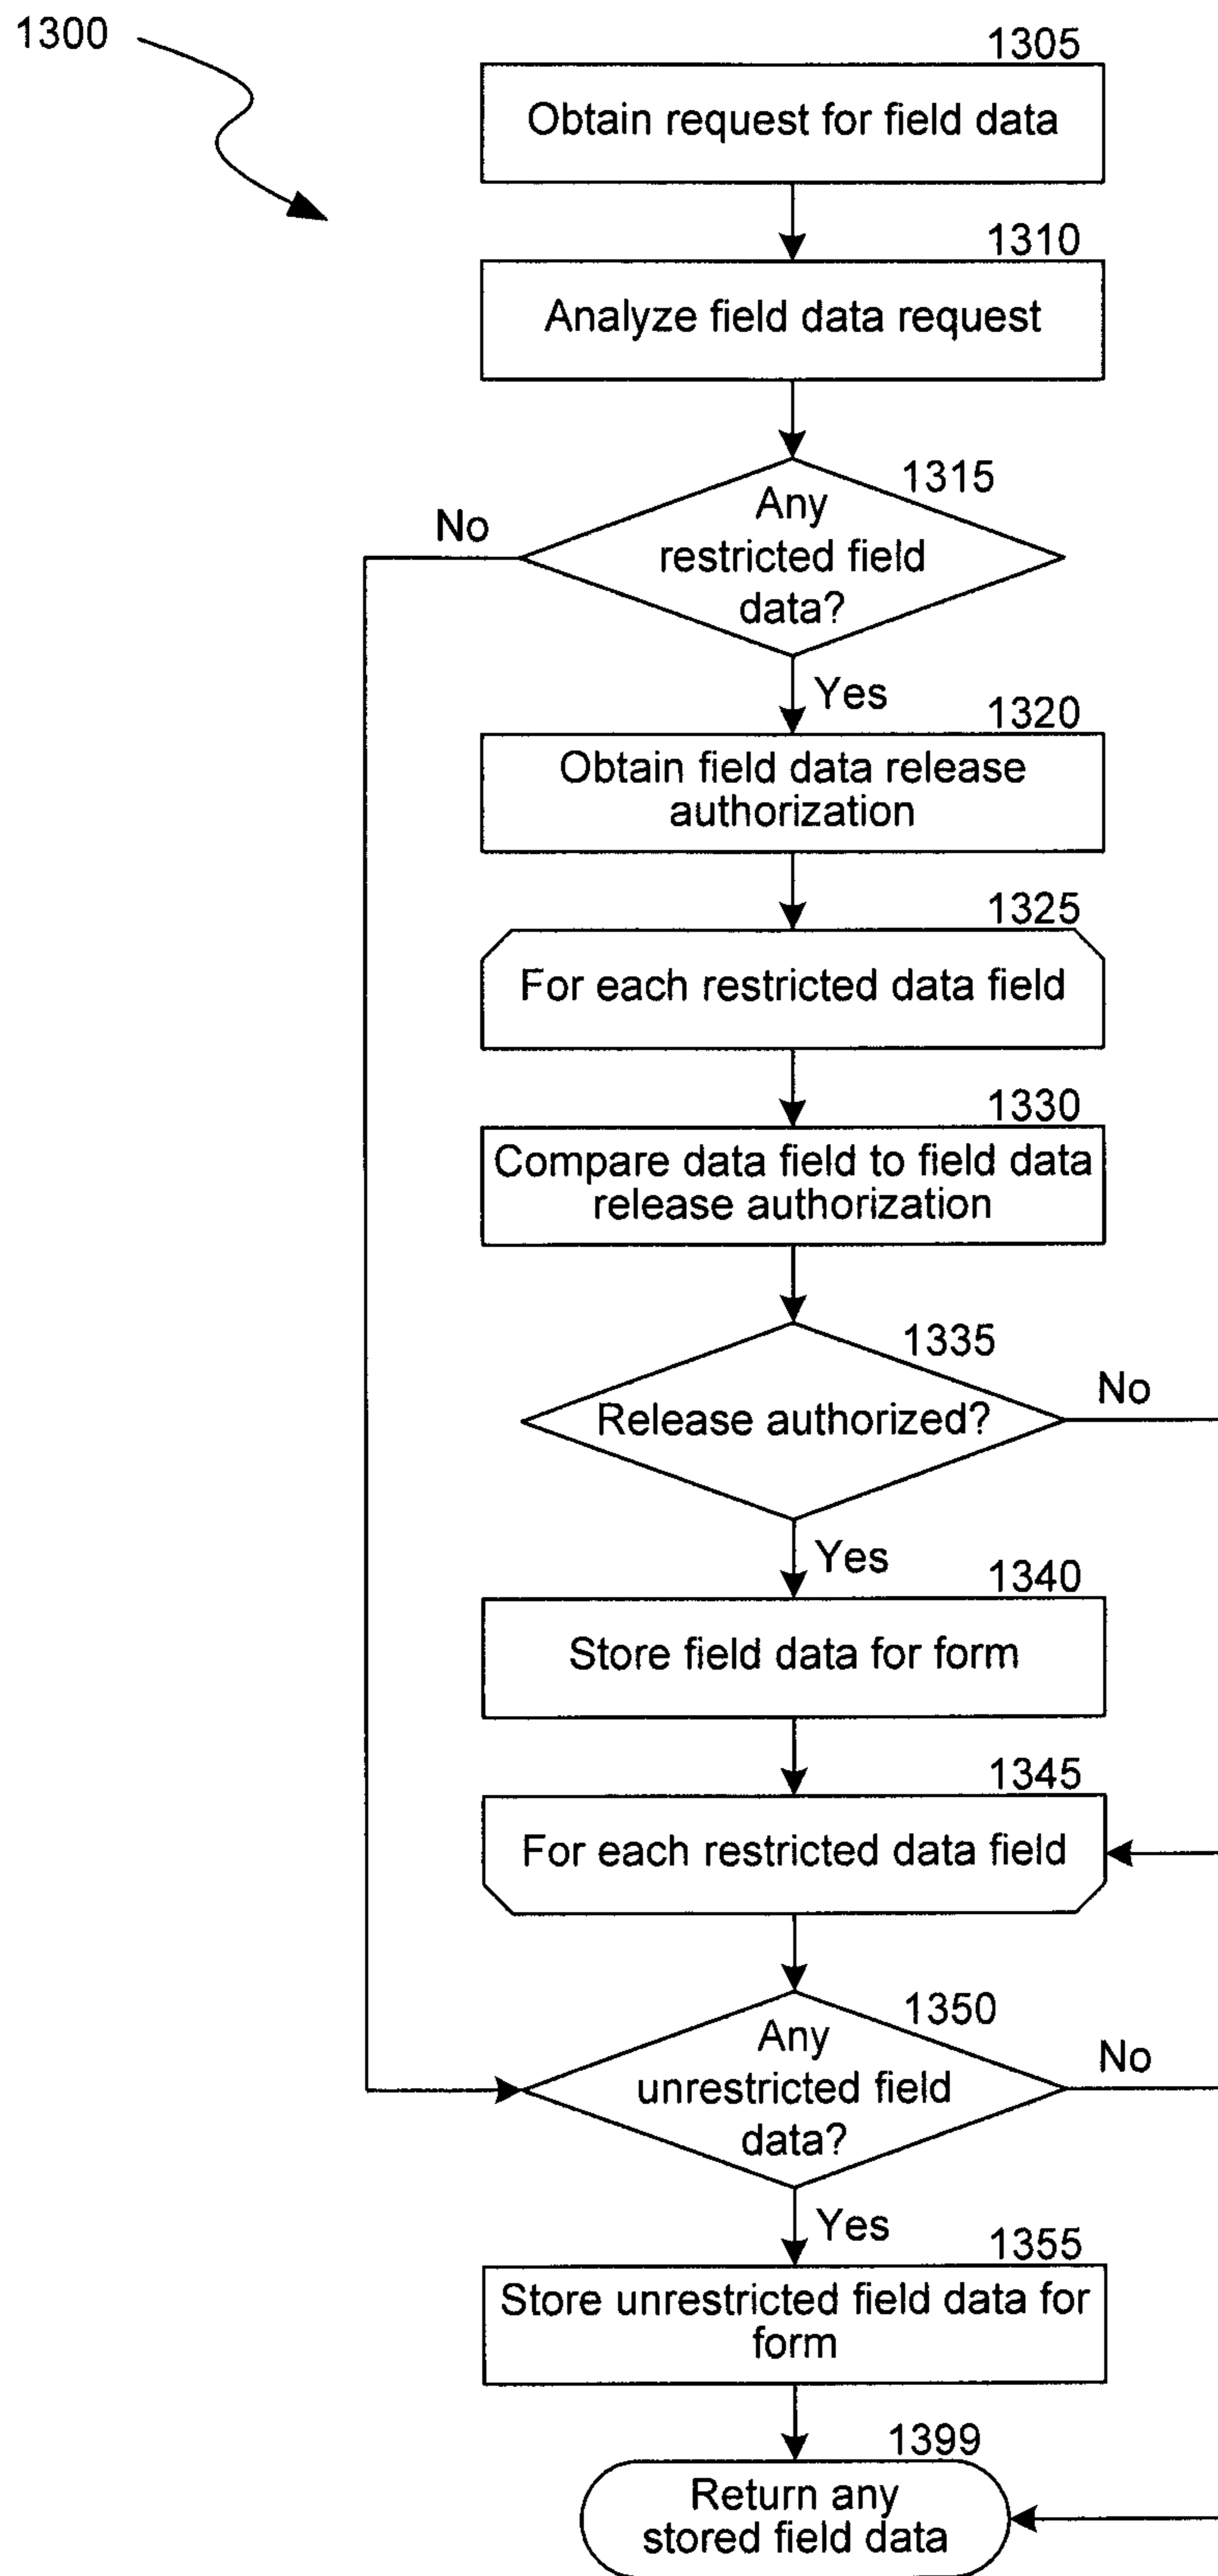 1300
1305
Obtain request for field data
1310
Analyze field data request
1315
Any
restricted field
data?
No
Yes
1320
Obtain field data release
authorization
1325
For each restricted data field
1330
Compare data field to field data
release authorization
1335
Release authorized?
No
Yes
1340
Store field data for form
1345
For each restricted data field
1350
Any
unrestricted field
data?
No
Yes
1355
Store unrestricted field data for
form
1399
Return any
stored field data